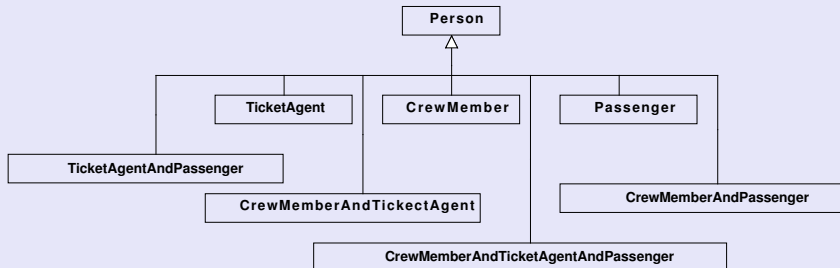 Person
TicketAgent
CrewMember
Passenger
TicketAgentAndPassenger
CrewMemberAndTickectAgent
CrewMemberAndPassenger
CrewMemberAndTicketAgentAndPassenger